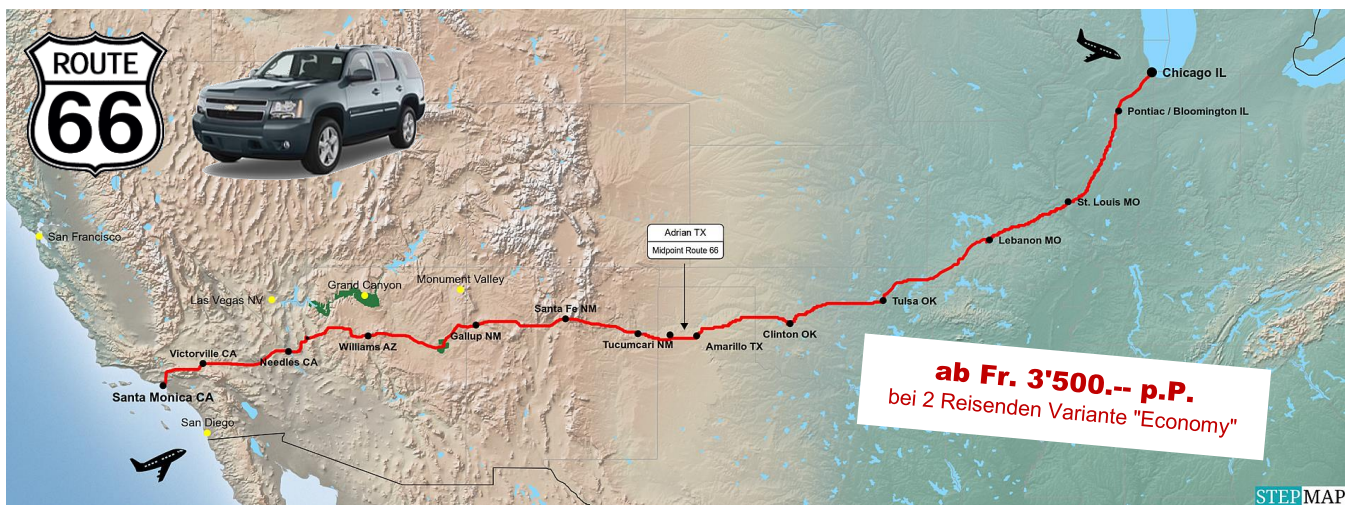 ROUTE
66
Chicago IL
Pontiac / Bloomington IL
St. Louis MO
San Francisco
Adrian TX
Midpoint Route 66
Lebanon MO
Monument Valley
Grand Canyon
Las Vegas NV
Tulsa OK
Santa Fe NM
Gallup NM
Clinton OK
Williams AZ
Tucumcari NM
Amarillo TX
Victorville CA
Needles CA
Santa Monica CA
San Diego
ab Fr. 3'500.-- p.P.
bei 2 Reisenden Variante "Economy"
STEPMAP